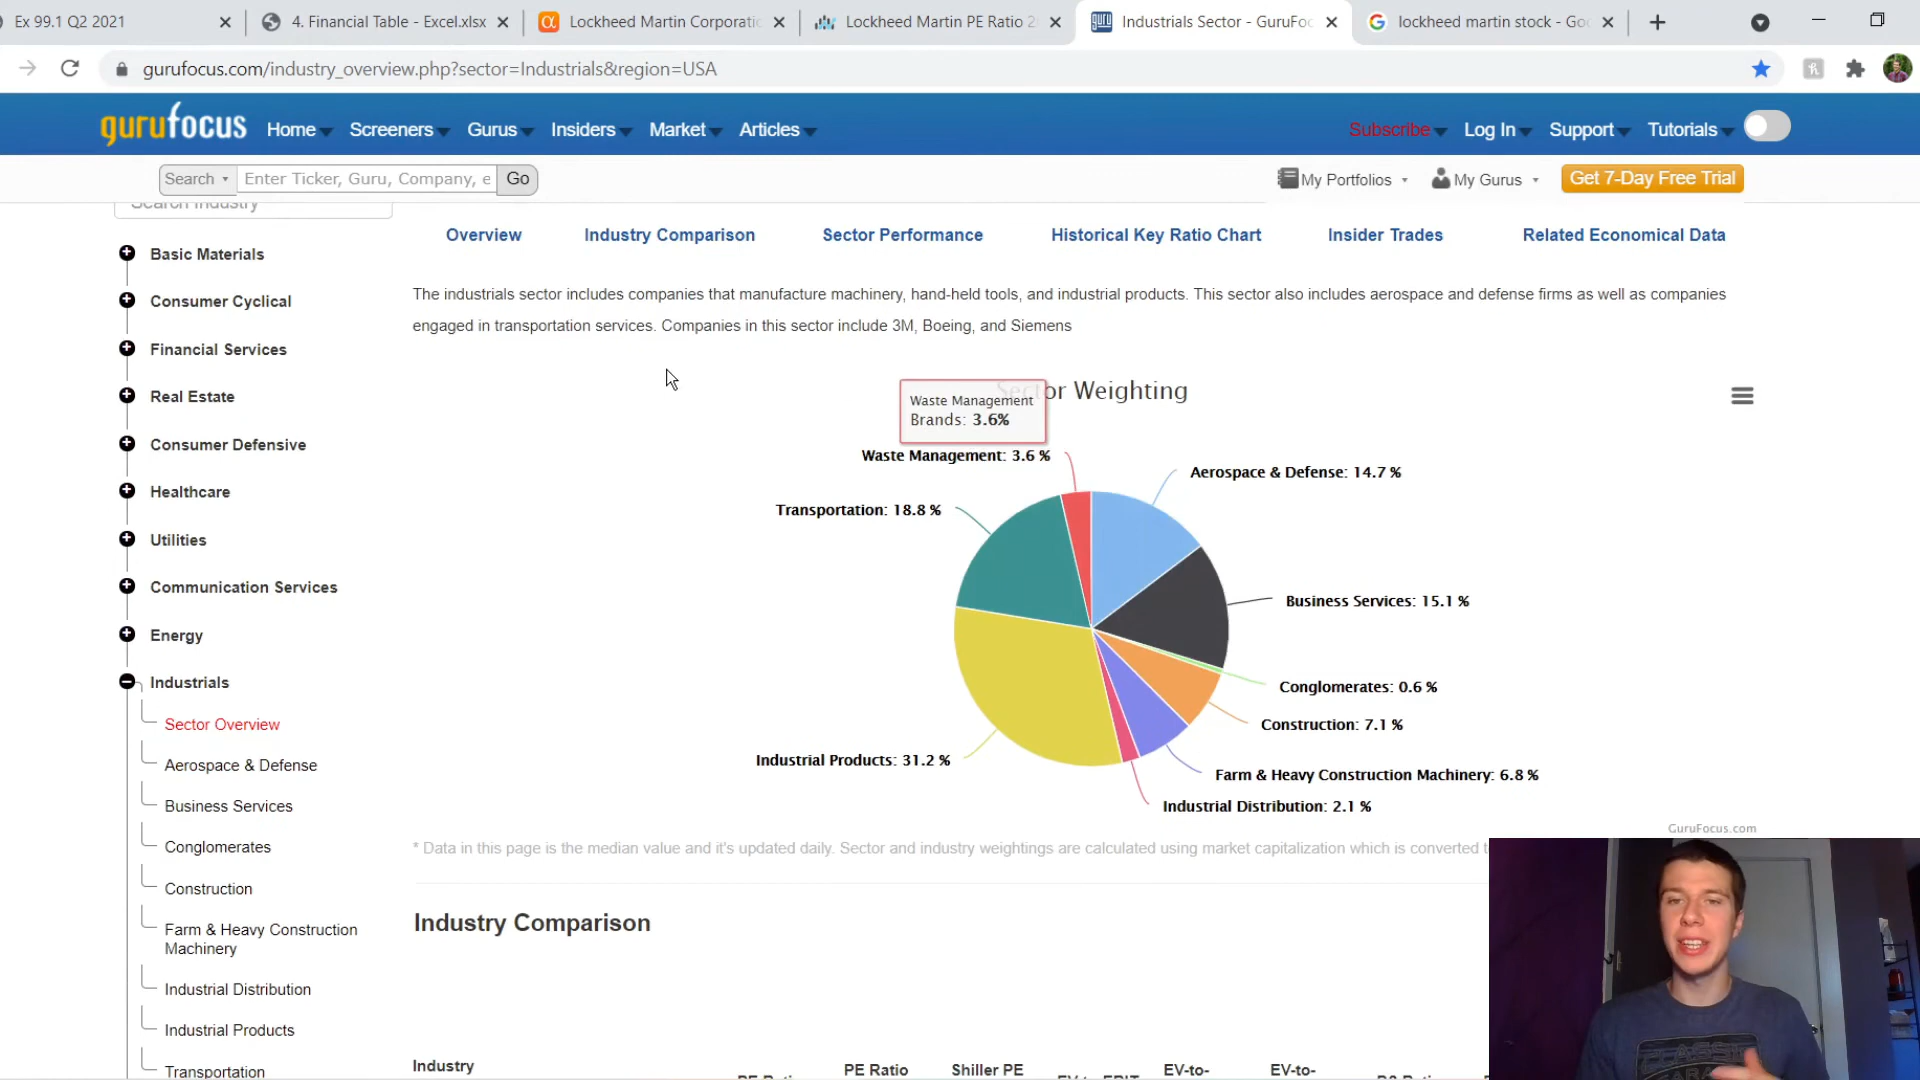 Ex 99.1 Q2 2021
4. Financial Table - Excel.xlsx
Lockheed Martin Corporatic
Lockheed Martin PE Ratio 2
Industrials Sector - GuruFoc
lockheed martin stock - Goo
gurufocus.com/industry_overview.php?sector=Industrials&region=USA
gurufocus Home Screeners Gurus Insiders Market Articles Subscribe Log In Support Tutorials
Search Enter Ticker, Guru, Company, e Go My Portfolios My Gurus Get 7-Day Free Trial
Search Industry
Overview Industry Comparison Sector Performance Historical Key Ratio Chart Insider Trades Related Economical Data
Basic Materials
Consumer Cyclical
Financial Services
Real Estate
Consumer Defensive
Healthcare
Utilities
Communication Services
Energy
Industrials
Sector Overview
Aerospace & Defense
Business Services
Conglomerates
Construction
Farm & Heavy Construction
Machinery
Industrial Distribution
Industrial Products
Transportation
The industrials sector includes companies that manufacture machinery, hand-held tools, and industrial products. This sector also includes aerospace and defense firms as well as companies
engaged in transportation services. Companies in this sector include 3M, Boeing, and Siemens
Sector Weighting
Waste Management
Brands: 3.6%
Waste Management: 3.6 %
Aerospace & Defense: 14.7 %
Transportation: 18.8 %
Business Services: 15.1 %
Conglomerates: 0.6 %
Construction: 7.1 %
Industrial Products: 31.2 %
Farm & Heavy Construction Machinery: 6.8 %
Industrial Distribution: 2.1 %
GuruFocus.com
* Data in this page is the median value and it's updated daily. Sector and industry weightings are calculated using market capitalization which is converted t
Industry Comparison
Industry
PE Ratio
PE Ratio
Shiller PE
EV-to-EBIT
EV-to-
EV-to-